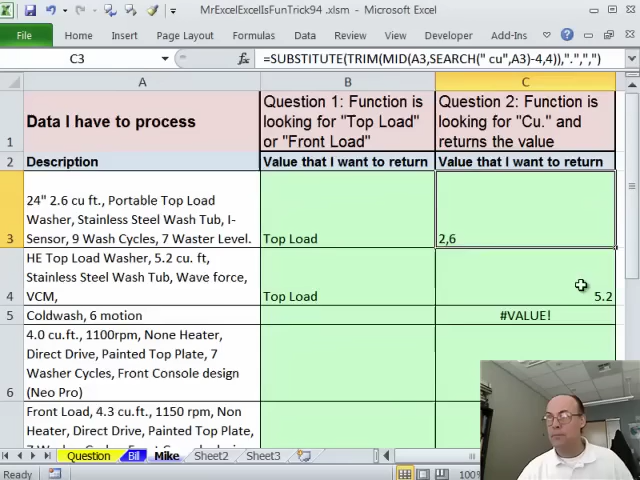 MrExcelExcelIsFunTrick94 .xlsm - Microsoft Excel
File Home Insert Page Layout Formulas Data Review View Developer Add-Ins
C3 fx =SUBSTITUTE(TRIM(MID(A3,SEARCH(" cu",A3)-4,4)),".",",")
A B C
1
Data I have to process
Question 1: Function is
looking for "Top Load"
or "Front Load"
Question 2: Function is
looking for "Cu." and
returns the value
2 Description Value that I want to return Value that I want to return
24" 2.6 cu ft., Portable Top Load
Washer, Stainless Steel Wash Tub, I-
3 Sensor, 9 Wash Cycles, 7 Waster Level. Top Load 2,6
HE Top Load Washer, 5.2 cu. ft,
Stainless Steel Wash Tub, Wave force,
4 VCM, Top Load 5.2
5 Coldwash, 6 motion #VALUE!
4.0 cu.ft., 1100rpm, None Heater,
Direct Drive, Painted Top Plate, 7
Washer Cycles, Front Console design
6 (Neo Pro)
Front Load, 4.3 cu.ft., 1150 rpm, Non
Heater, Direct Drive, Painted Top
Question Bill Mike Sheet2 Sheet3
Ready 100%